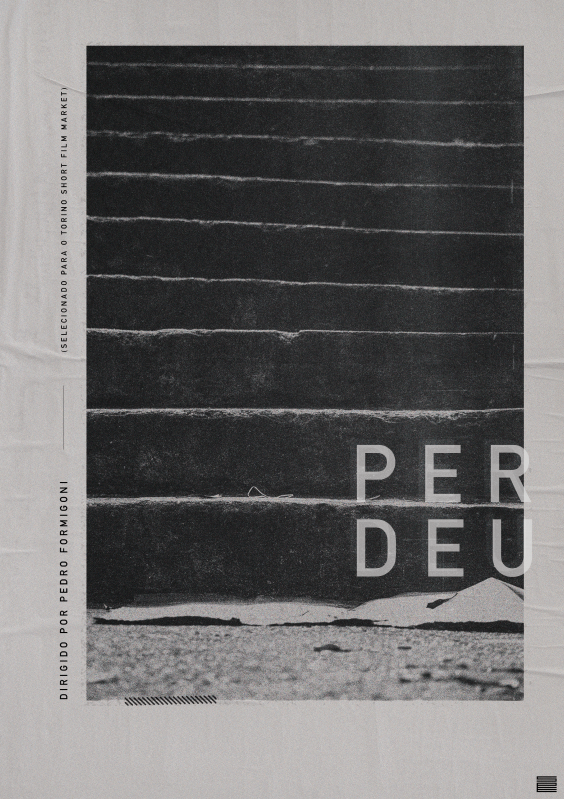 (SELECIONADO PARA O TORINO SHORT FILM MARKET)
DIRIGIDO POR PEDRO FORMIGONI
PER
DEU